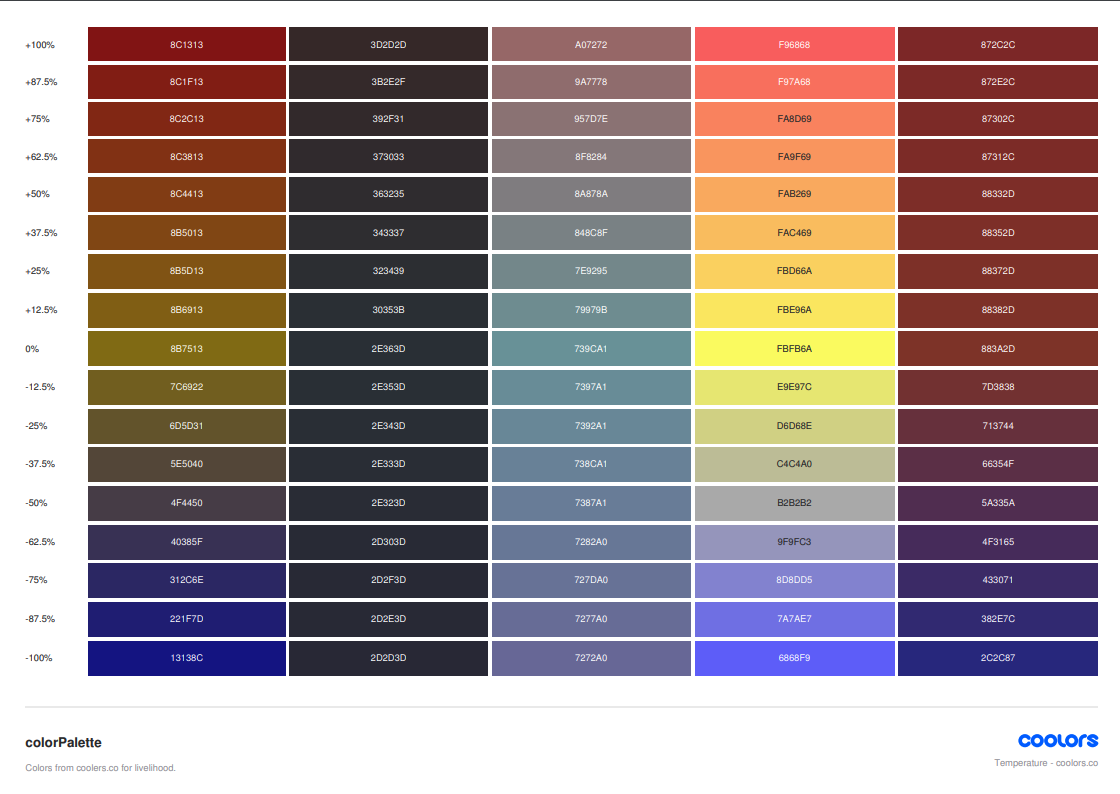 +100% 8C1313 3D2D2D A07272 F96868 872C2C
+87.5% 8C1F13 3B2E2F 9A7778 F97A68 872E2C
+75% 8C2C13 392F31 957D7E FA8D69 87302C
+62.5% 8C3813 373033 8F8284 FA9F69 87312C
+50% 8C4413 363235 8A878A FAB269 88332D
+37.5% 8B5013 343337 848C8F FAC469 88352D
+25% 8B5D13 323439 7E9295 FBD66A 88372D
+12.5% 8B6913 30353B 79979B FBE96A 88382D
0% 8B7513 2E363D 739CA1 FBFB6A 883A2D
-12.5% 7C6922 2E353D 7397A1 E9E97C 7D3838
-25% 6D5D31 2E343D 7392A1 D6D68E 713744
-37.5% 5E5040 2E333D 738CA1 C4C4A0 66354F
-50% 4F4450 2E323D 7387A1 B2B2B2 5A335A
-62.5% 40385F 2D303D 7282A0 9F9FC3 4F3165
-75% 312C6E 2D2F3D 727DA0 8D8DD5 433071
-87.5% 221F7D 2D2E3D 7277A0 7A7AE7 382E7C
-100% 13138C 2D2D3D 7272A0 6868F9 2C2C87
colorPalette
coolors
Colors from coolers.co for livelihood.
Temperature - coolors.co